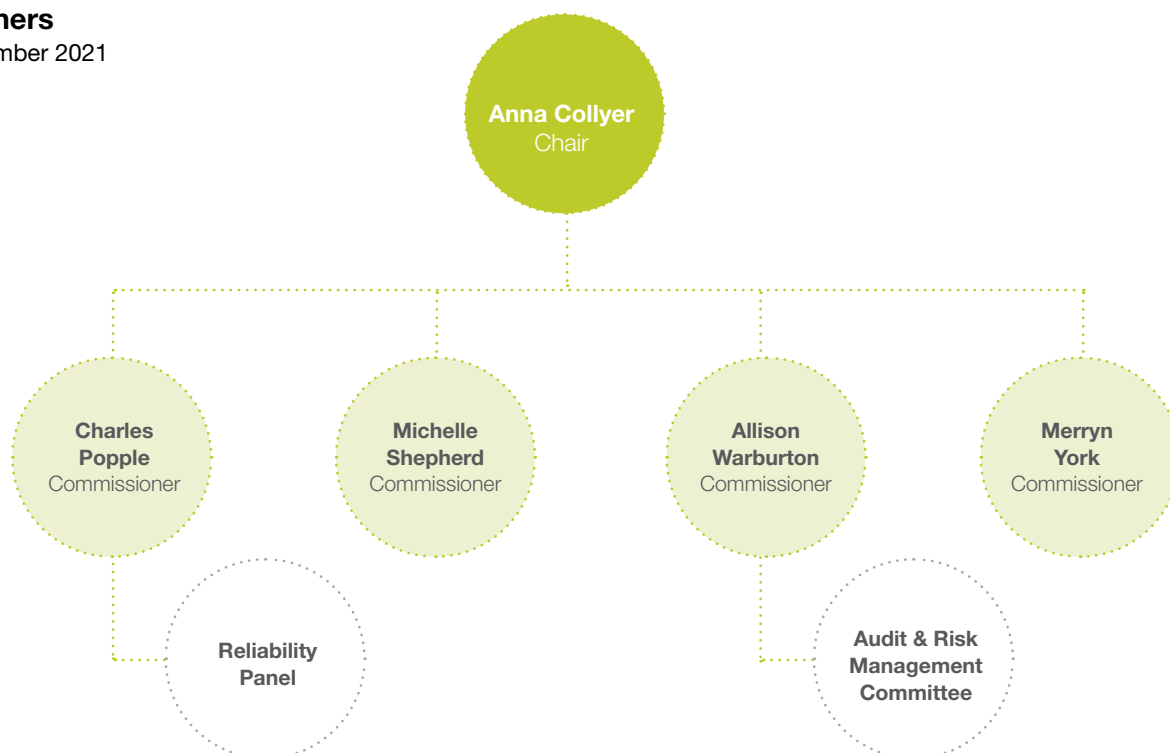 ners
mber 2021
Anna Collyer
Chair
Charles
Popple
Commissioner
Michelle
Shepherd
Commissioner
Allison
Warburton
Commissioner
Merryn
York
Commissioner
Reliability
Panel
Audit & Risk
Management
Committee